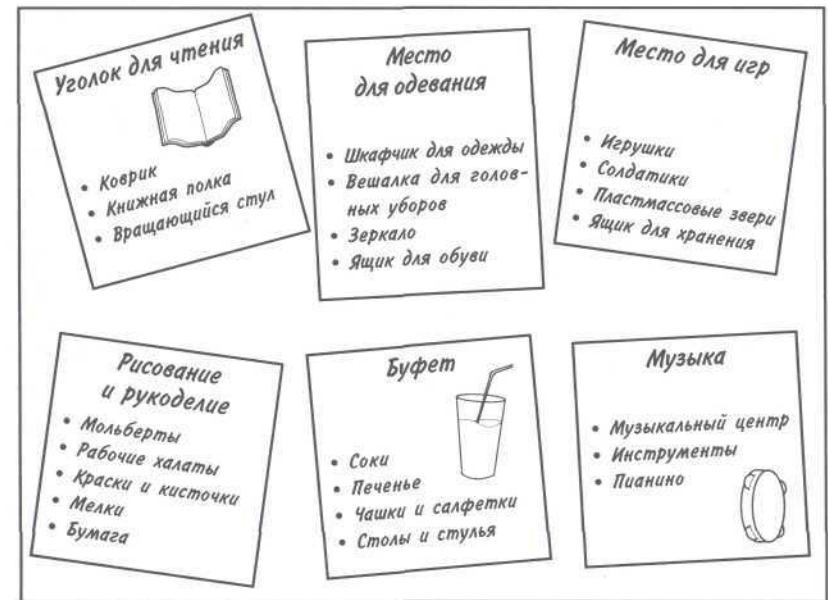 Уголок для чтения
• Коврик
• Книжная полка
• Вращающийся стул
Место
для одевания
• Шкафчик для одежды
• Вешалка для голов-
ных уборов
• Зеркало
• Ящик для обуви
Место для игр
• Игрушки
• Солдатики
• Пластмассовые звери
• Ящик для хранения
Рисование
и рукоделие
• Мольберты
• Рабочие халаты
• Краски и кисточки
• Мелки
• Бумага
Буфет
• Соки
• Печенье
• Чашки и салфетки
• Столы и стулья
Музыка
• Музыкальный центр
• Инструменты
• Пианино